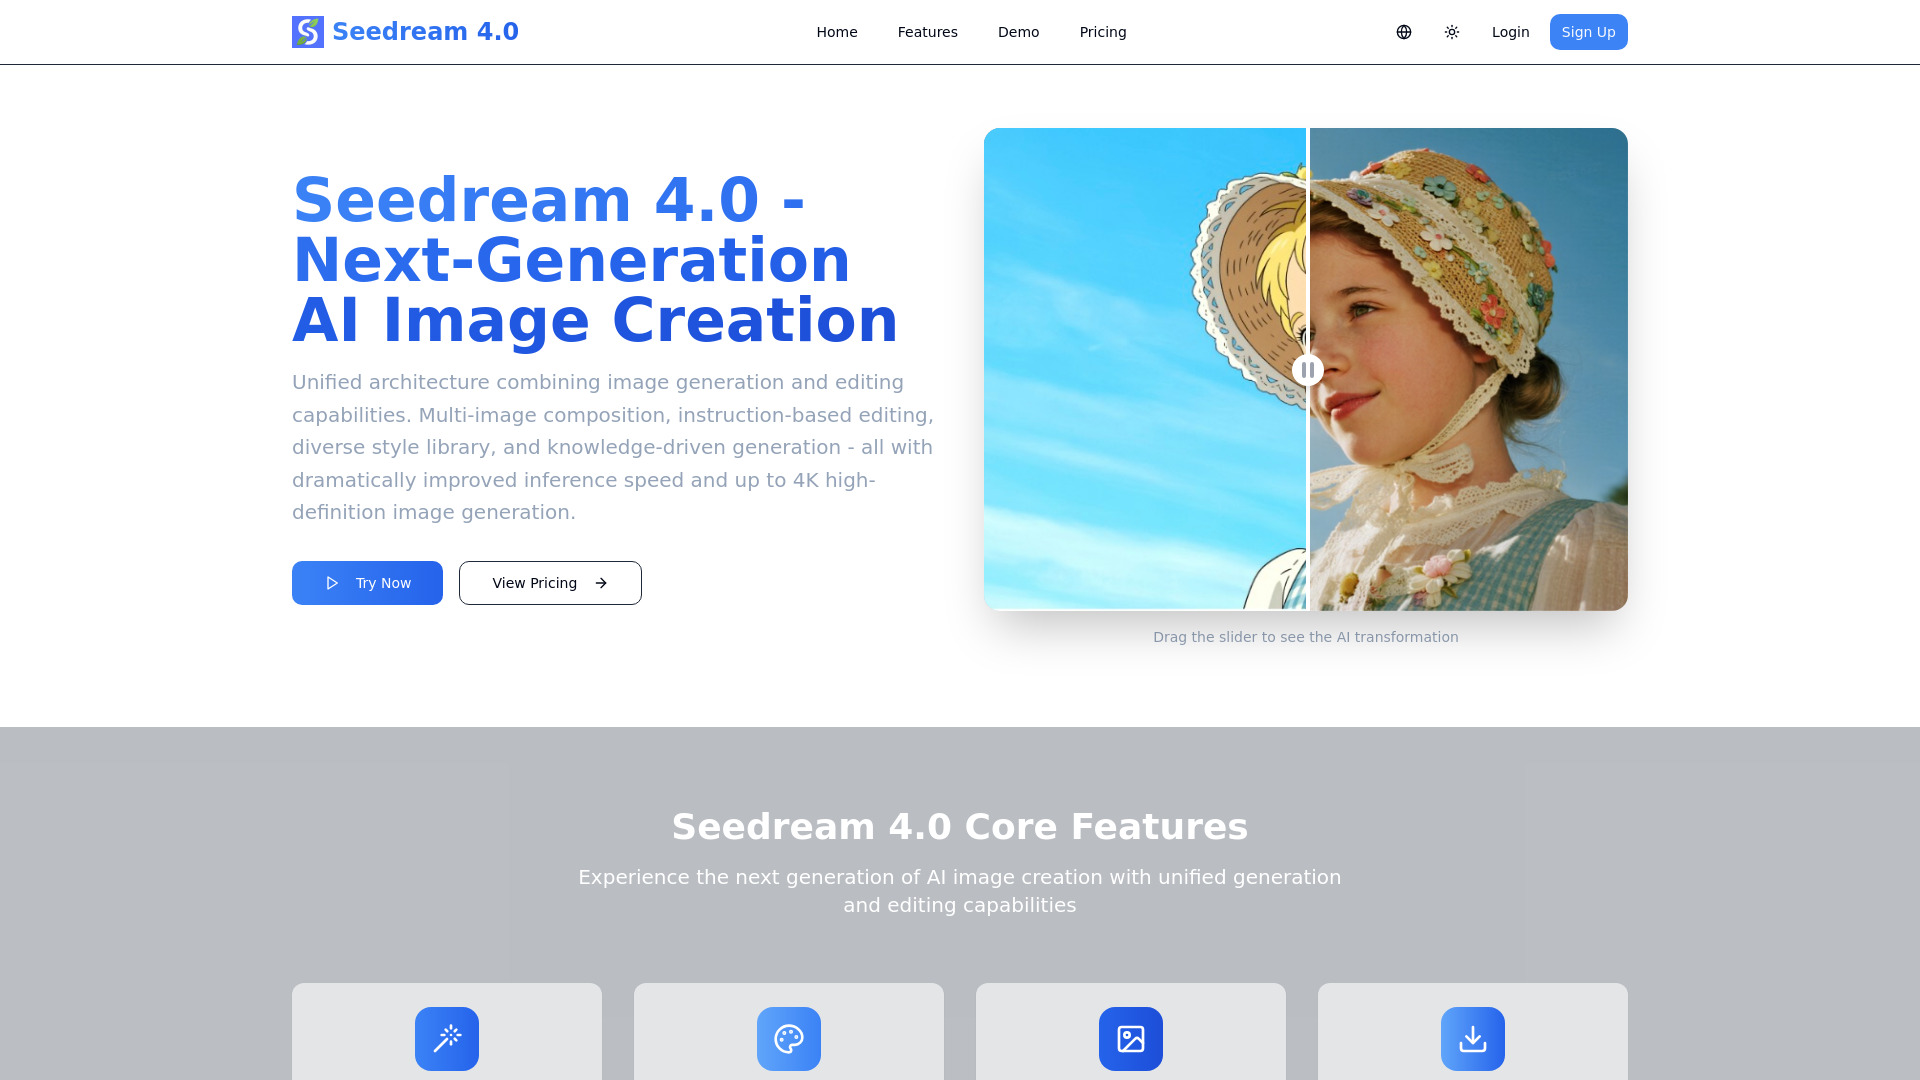 Seedream 4.0
Home
Features
Demo
Pricing
Login
Sign Up
Seedream 4.0 -
Next-Generation
AI Image Creation
Unified architecture combining image generation and editing
capabilities. Multi-image composition, instruction-based editing,
diverse style library, and knowledge-driven generation - all with
dramatically improved inference speed and up to 4K high-
definition image generation.
Try Now
View Pricing
Drag the slider to see the AI transformation
Seedream 4.0 Core Features
Experience the next generation of AI image creation with unified generation
and editing capabilities